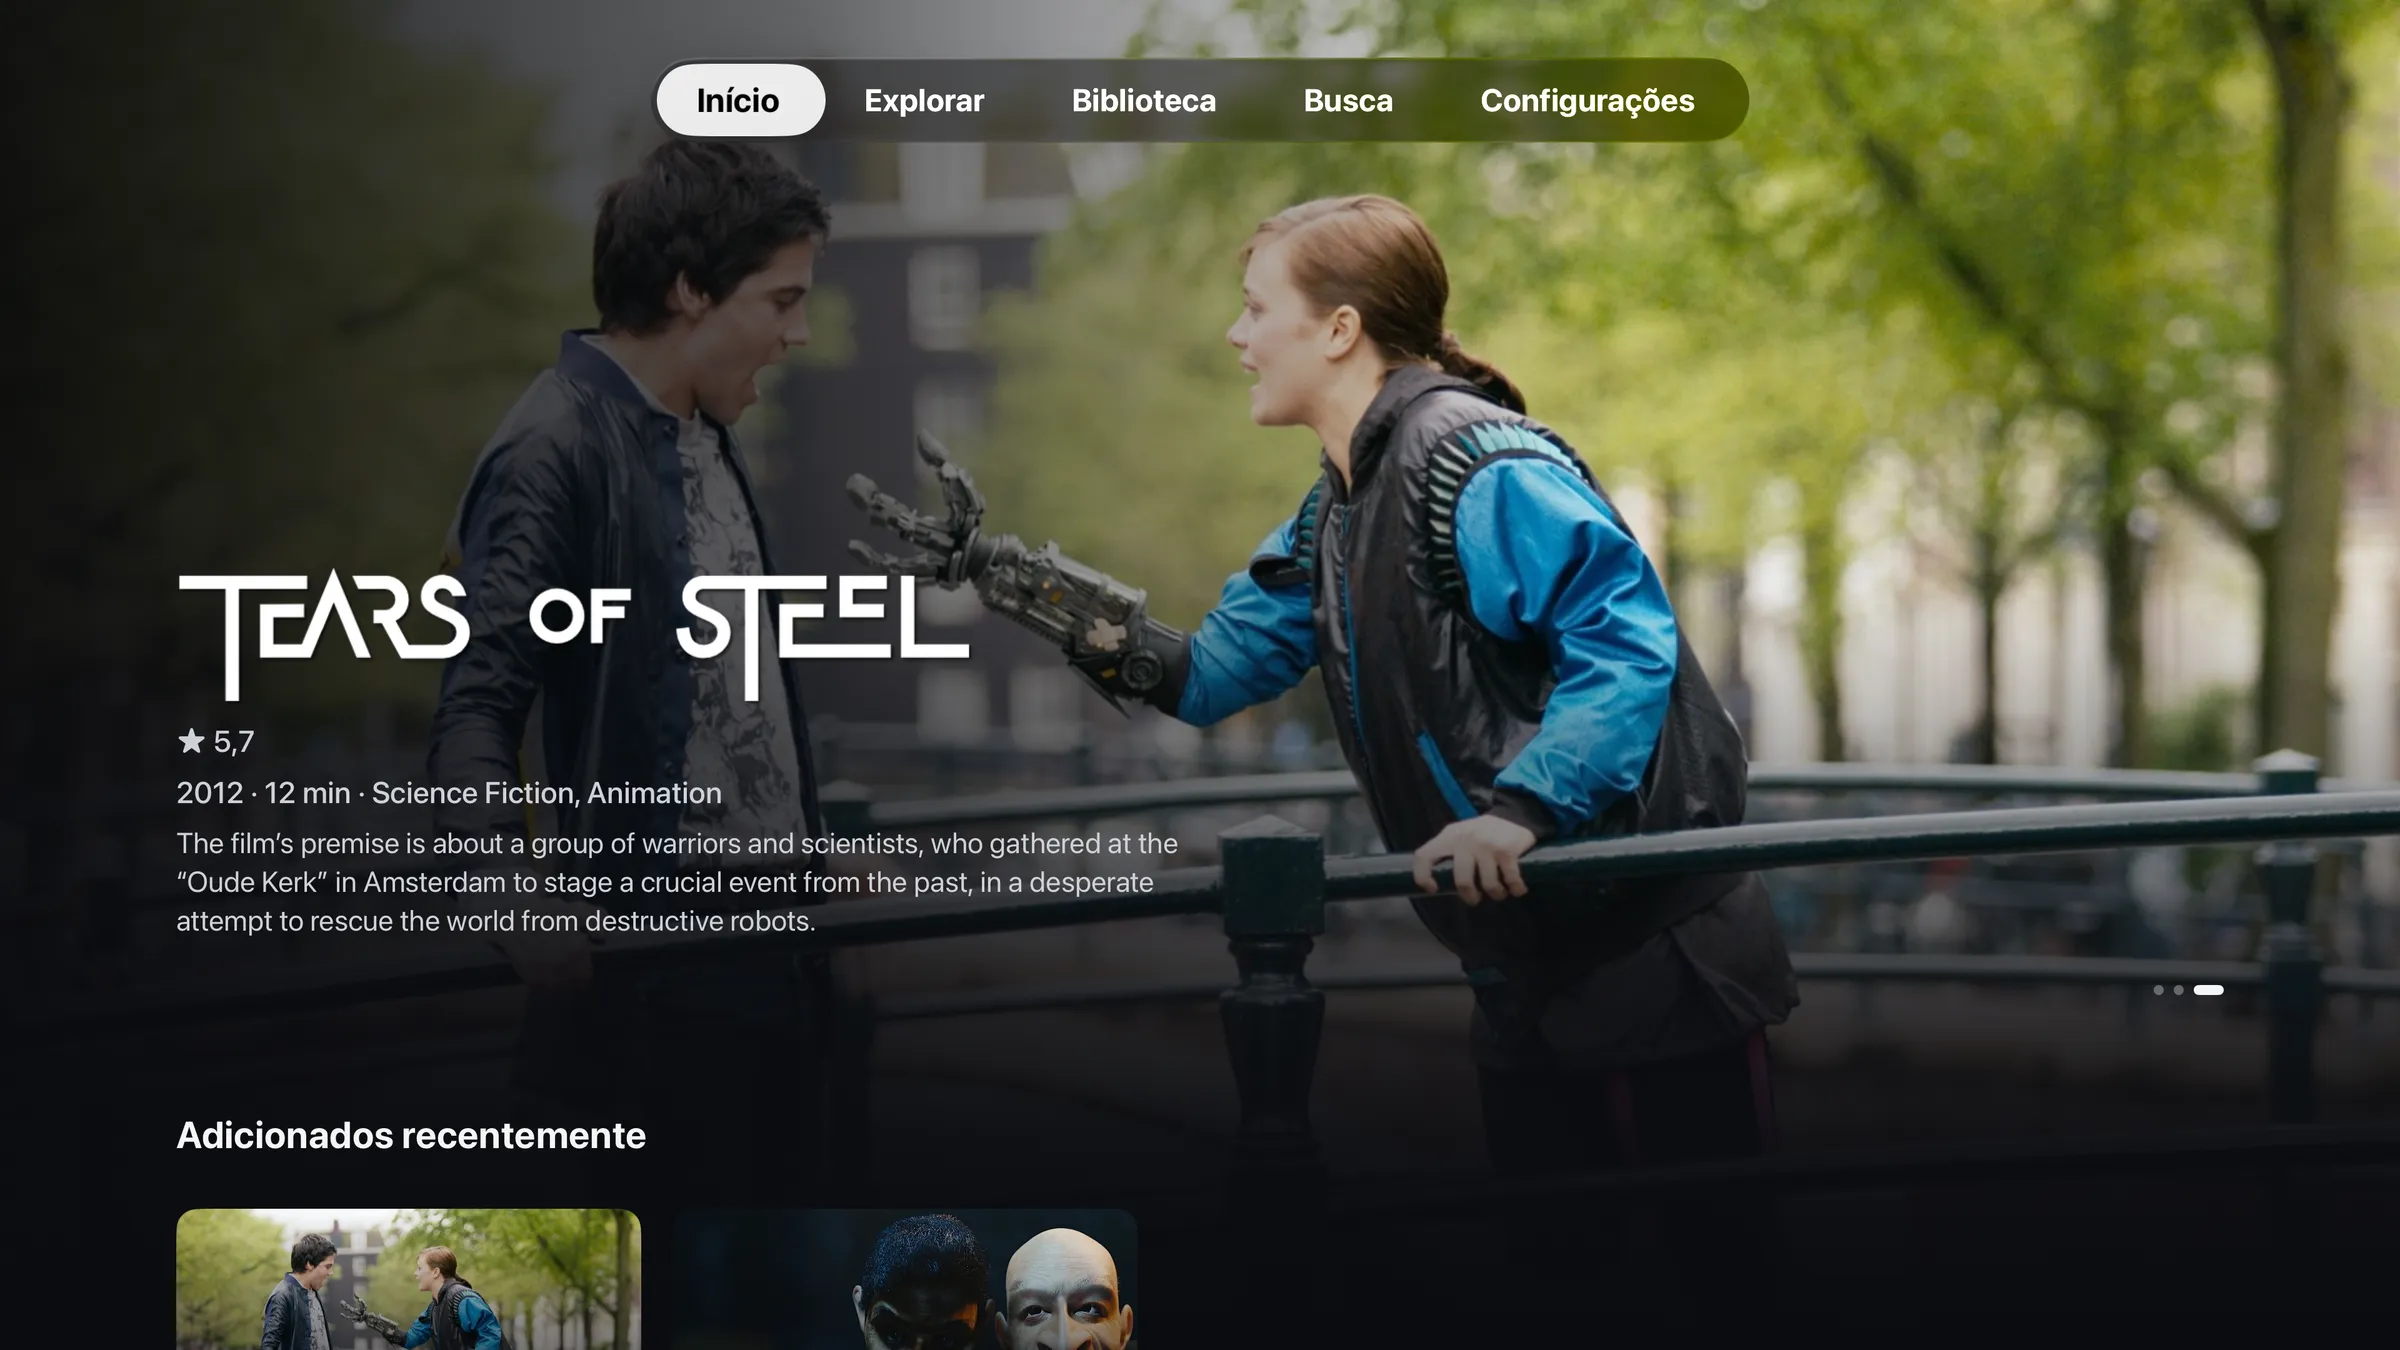 Início
Explorar
Biblioteca
Busca
Configurações
TEARS OF STEEL
★ 5,7
2012 · 12 min · Science Fiction, Animation
The film’s premise is about a group of warriors and scientists, who gathered at the
“Oude Kerk” in Amsterdam to stage a crucial event from the past, in a desperate
attempt to rescue the world from destructive robots.
Adicionados recentemente